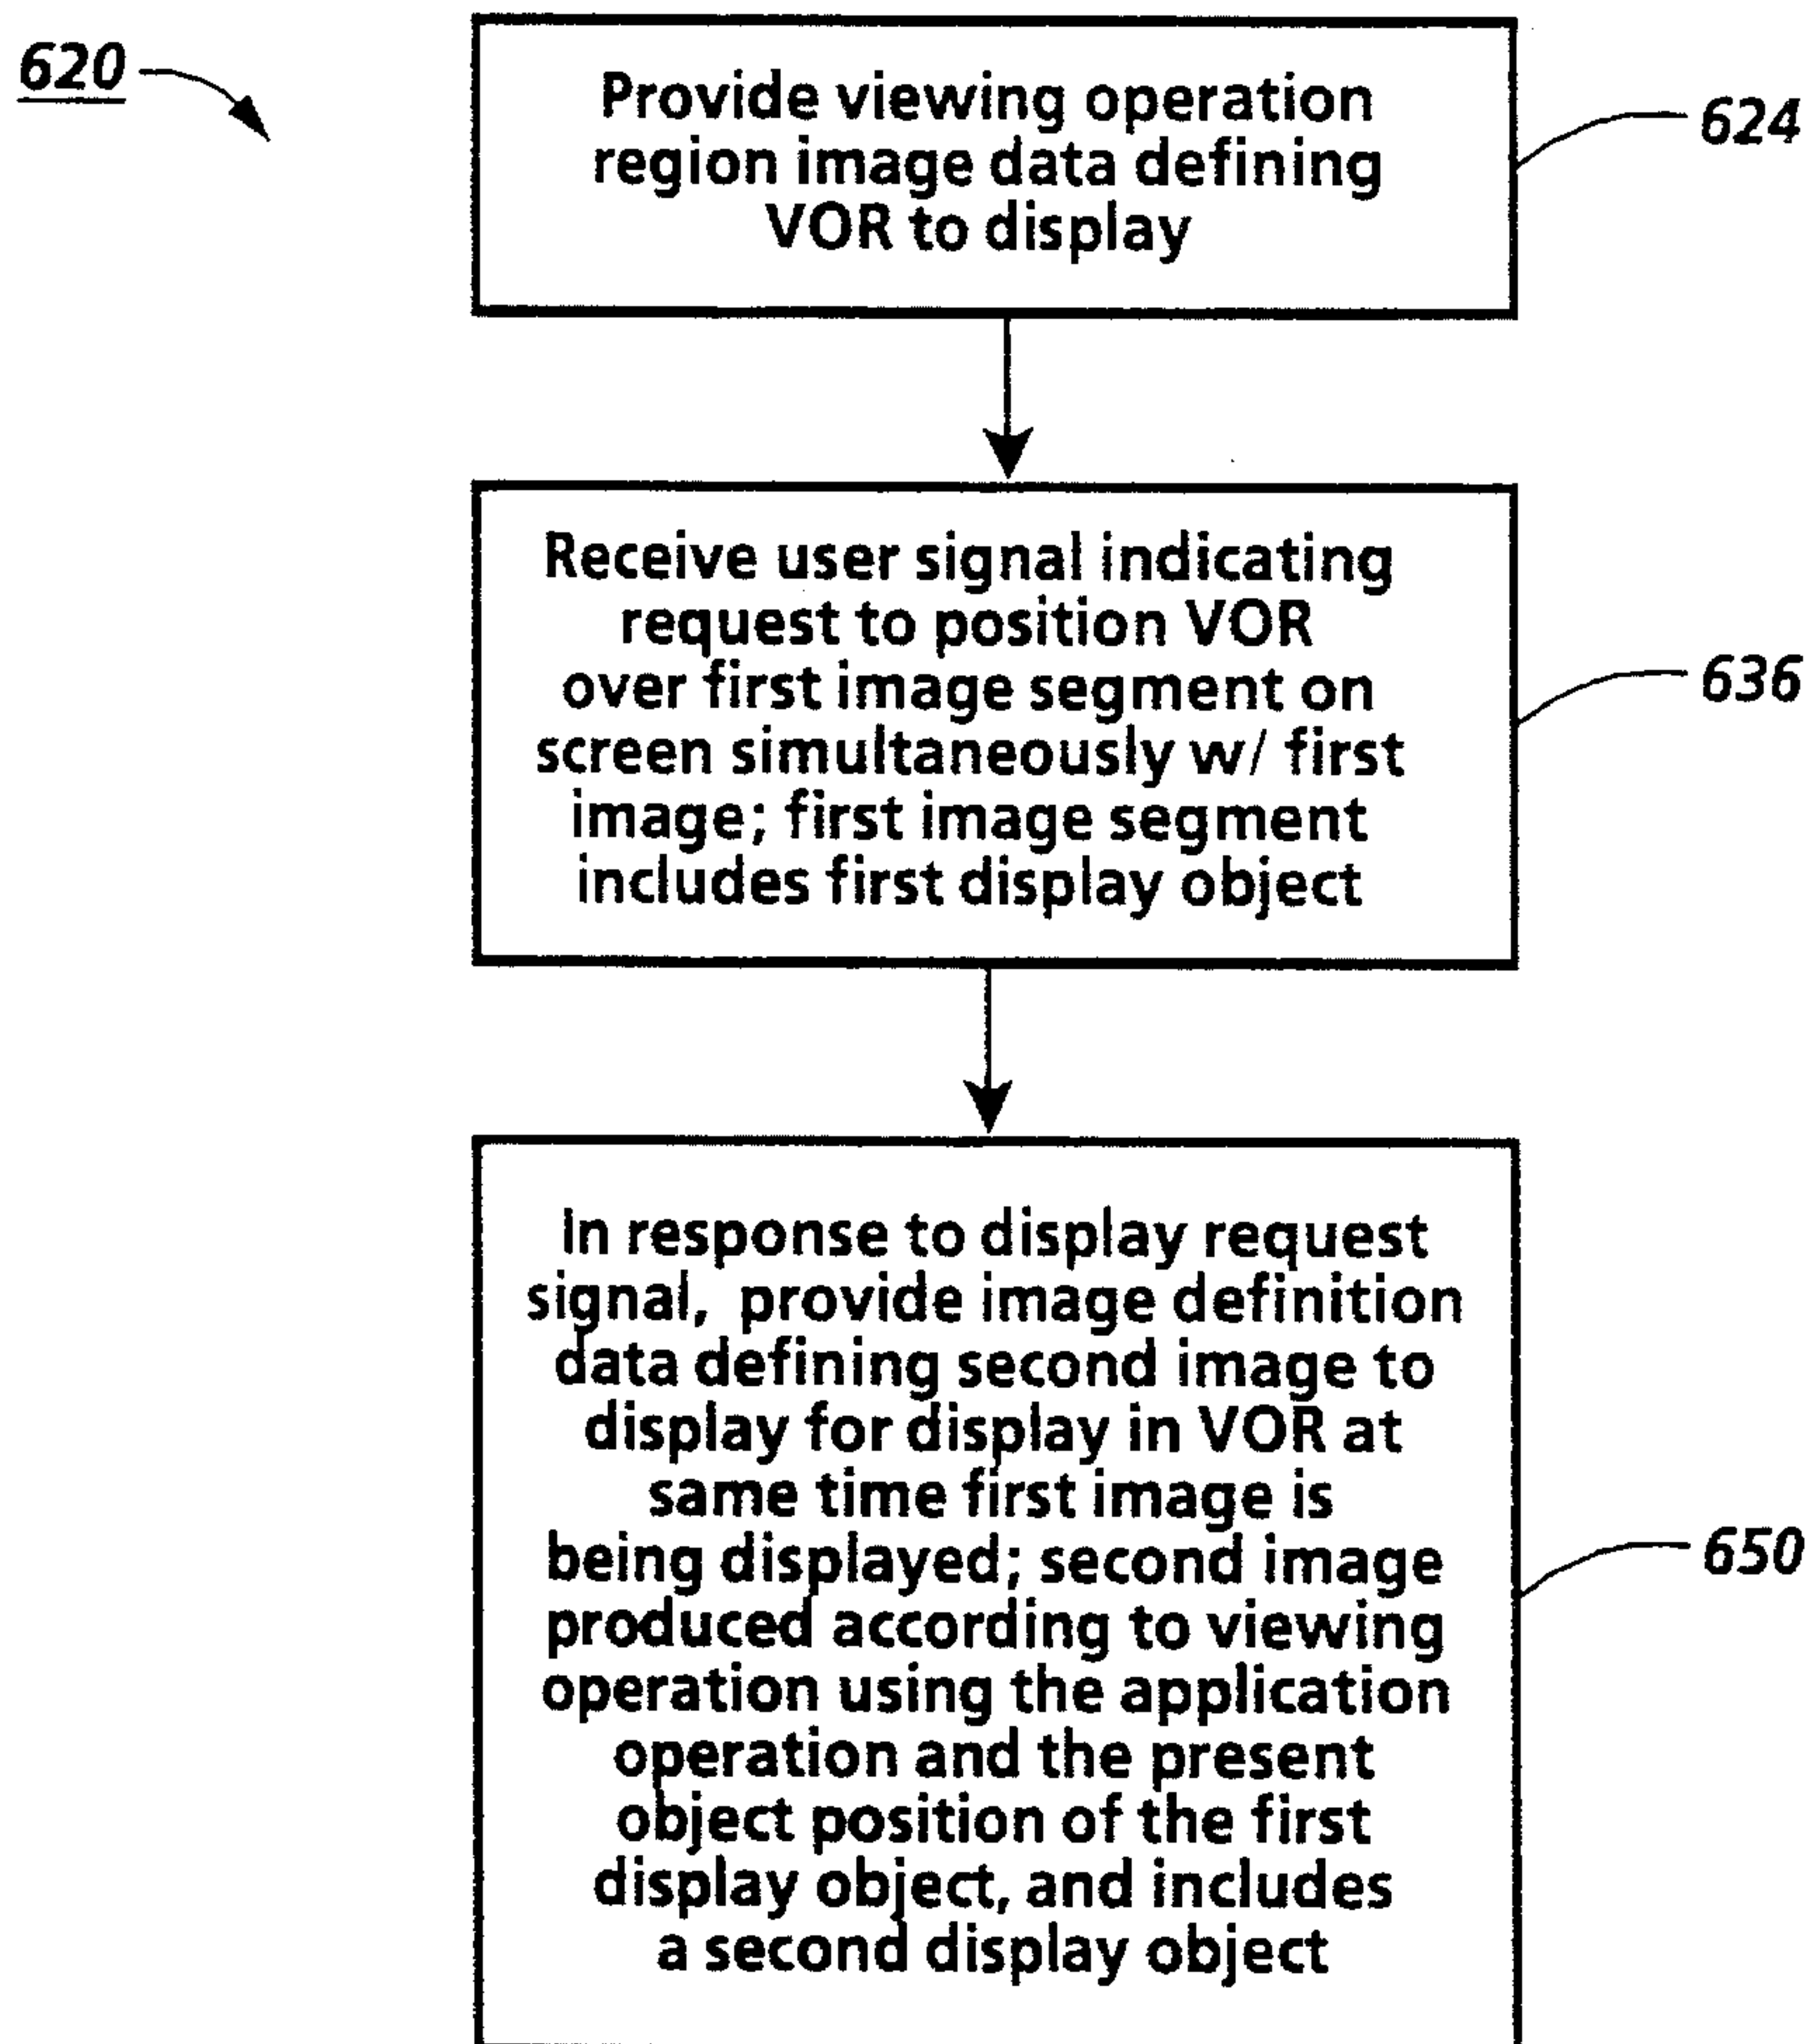 620
Provide viewing operation
region image data defining
VOR to display
624
Receive user signal indicating
request to position VOR
over first image segment on
screen simultaneously w/ first
image; first image segment
includes first display object
636
In response to display request
signal, provide image definition
data defining second image to
display for display in VOR at
same time first image is
being displayed; second image
produced according to viewing
operation using the application
operation and the present
object position of the first
display object, and includes
a second display object
650